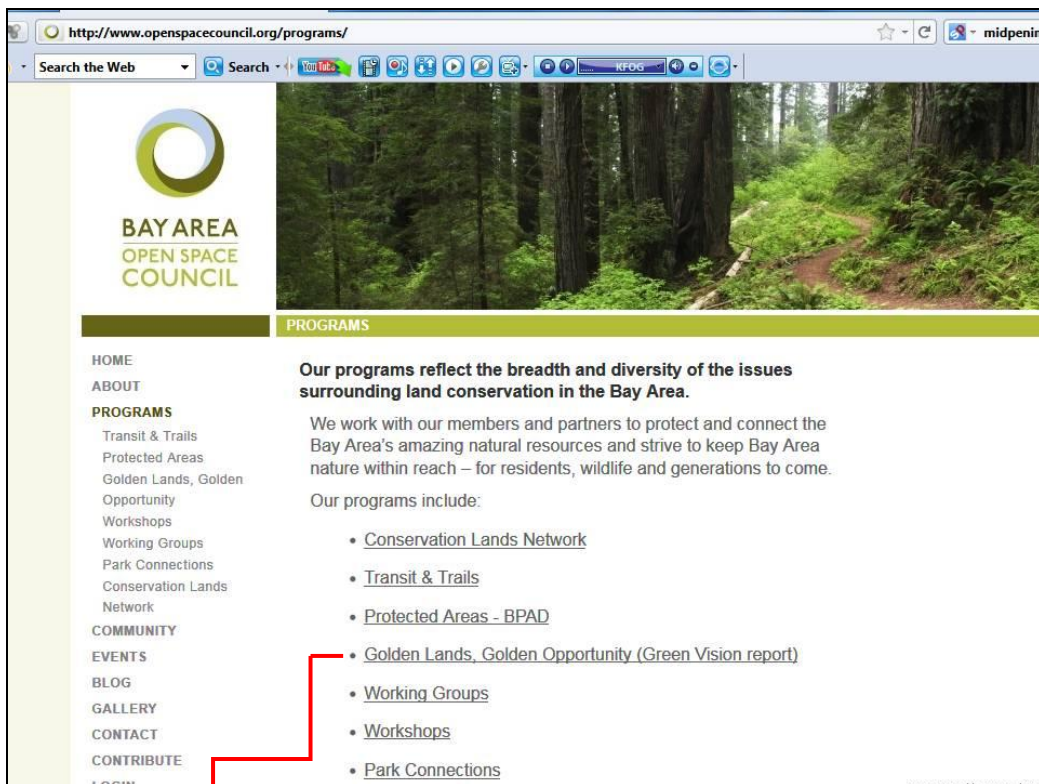 http://www.openspacecouncil.org/programs/
Search the Web
Search
YouTube
KFOG
BAY AREA
OPEN SPACE
COUNCIL
PROGRAMS
HOME
ABOUT
PROGRAMS
Transit & Trails
Protected Areas
Golden Lands, Golden
Opportunity
Workshops
Working Groups
Park Connections
Conservation Lands
Network
COMMUNITY
EVENTS
BLOG
GALLERY
CONTACT
CONTRIBUTE
Our programs reflect the breadth and diversity of the issues
surrounding land conservation in the Bay Area.
We work with our members and partners to protect and connect the
Bay Area's amazing natural resources and strive to keep Bay Area
nature within reach – for residents, wildlife and generations to come.
Our programs include:
• Conservation Lands Network
• Transit & Trails
• Protected Areas - BPAD
• Golden Lands, Golden Opportunity (Green Vision report)
• Working Groups
• Workshops
• Park Connections